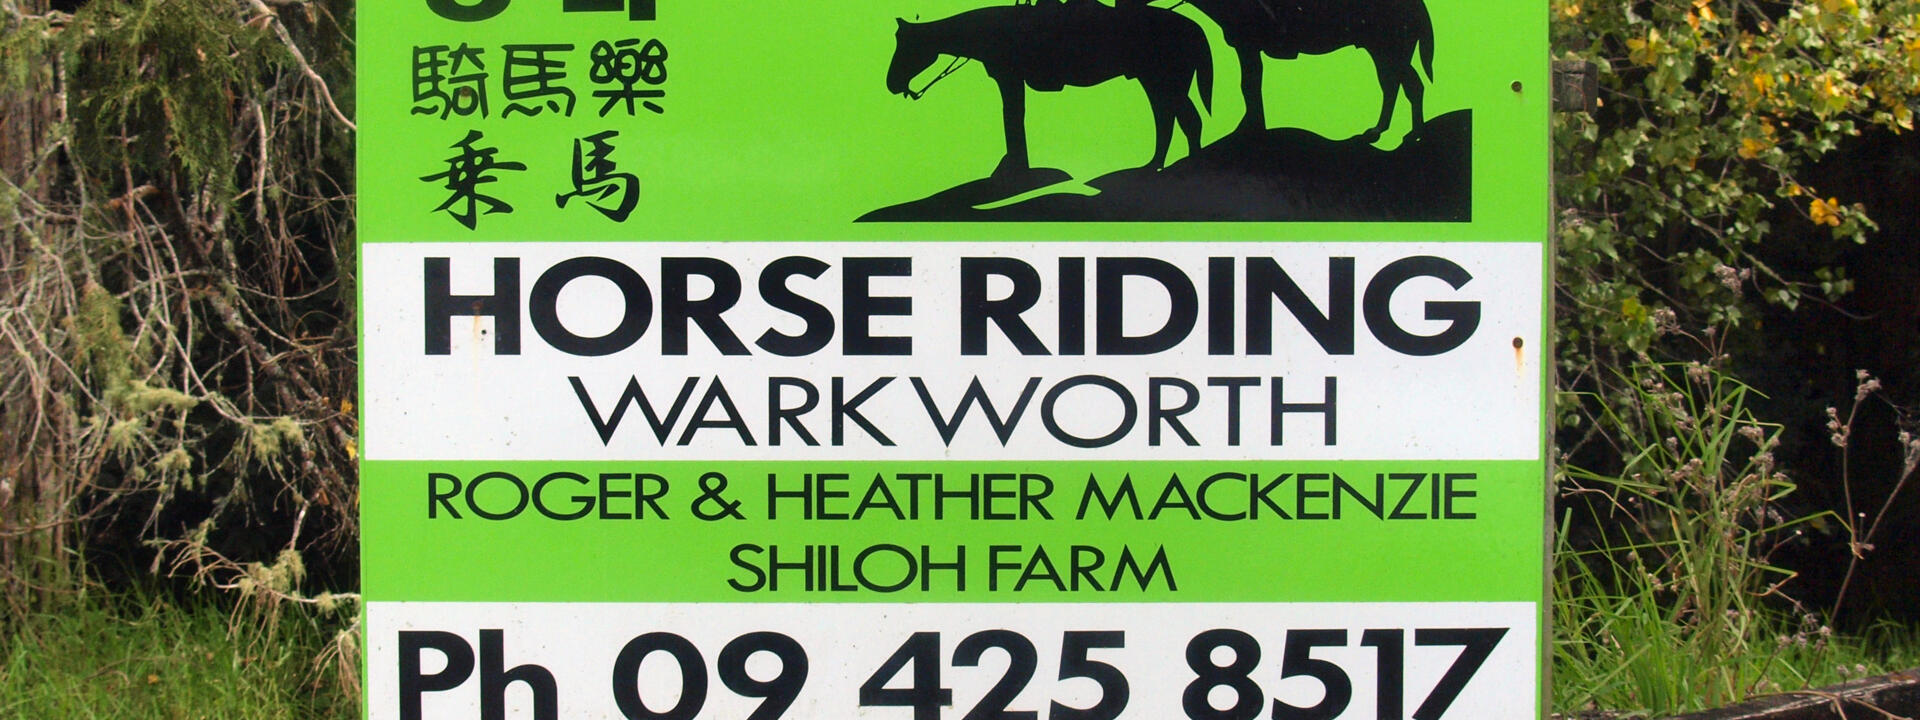 騎馬樂
乗馬
HORSE RIDING
WARKWORTH
ROGER & HEATHER MACKENZIE
SHILOH FARM
Ph 09 425 8517